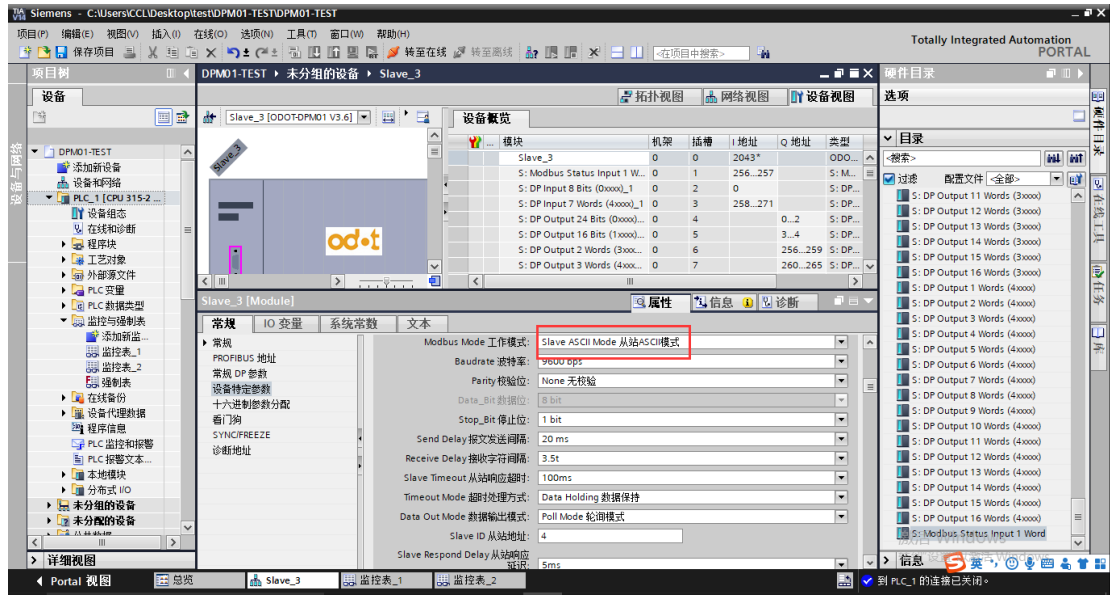 Siemens - C:\Users\CCL\Desktop\test\DPM01-TEST\DPM01-TEST
项目(P) 编辑(E) 视图(V) 插入(I) 在线(O) 选项(N) 工具(T) 窗口(W) 帮助(H)
Totally Integrated Automation
PORTAL
保存项目 转至在线 转至离线 <在项目中搜索>
项目树
设备
DPM01-TEST
添加新设备
设备和网络
PLC_1 [CPU 315-2 ...
设备组态
在线和诊断
程序块
工艺对象
外部源文件
PLC 变量
PLC 数据类型
监控与强制表
添加新监...
监控表_1
监控表_2
强制表
在线备份
设备代理数据
程序信息
PLC 监控和报警
PLC 报警文本...
本地模块
分布式 I/O
未分组的设备
未分配的设备
详细视图
设备与网络
DPM01-TEST 未分组的设备 Slave_3
拓扑视图 网络视图 设备视图
Slave_3 [ODOT-DPM01 V3.6]
Slave_3
od•t
设备概览
... 模块 机架 插槽 I 地址 Q 地址 类型
Slave_3 0 0 2043* ODO...
S: Modbus Status Input 1 W... 0 1 256...257 S: M...
S: DP Input 8 Bits (0xxxx)_1 0 2 0 S: DP...
S: DP Input 7 Words (4xxxx)_1 0 3 258...271 S: DP...
S: DP Output 24 Bits (0xxxx)... 0 4 0...2 S: DP...
S: DP Output 16 Bits (1xxxx)... 0 5 3...4 S: DP...
S: DP Output 2 Words (3xxx... 0 6 256...259 S: DP...
S: DP Output 3 Words (4xxx... 0 7 260...265 S: DP...
Slave_3 [Module]
属性 信息 诊断
常规 IO 变量 系统常数 文本
常规
PROFIBUS 地址
常规 DP 参数
设备特定参数
十六进制参数分配
看门狗
SYNC/FREEZE
诊断地址
Modbus Mode 工作模式: Slave ASCII Mode 从站ASCII模式
Baudrate 波特率: 9600 bps
Parity 校验位: None 无校验
Data_Bit 数据位: 8 bit
Stop_Bit 停止位: 1 bit
Send Delay 报文发送间隔: 20 ms
Receive Delay 接收字符间隔: 3.5t
Slave Timeout 从站响应超时: 100ms
Timeout Mode 超时处理方式: Data Holding 数据保持
Data Out Mode 数据输出模式: Poll Mode 轮询模式
Slave ID 从站地址: 4
Slave Respond Delay 从站响应
延迟: 5ms
硬件目录
选项
目录
<搜索>
过滤 配置文件 <全部>
S: DP Output 11 Words (3xxxx)
S: DP Output 12 Words (3xxxx)
S: DP Output 13 Words (3xxxx)
S: DP Output 14 Words (3xxxx)
S: DP Output 15 Words (3xxxx)
S: DP Output 16 Words (3xxxx)
S: DP Output 1 Words (4xxxx)
S: DP Output 2 Words (4xxxx)
S: DP Output 3 Words (4xxxx)
S: DP Output 4 Words (4xxxx)
S: DP Output 5 Words (4xxxx)
S: DP Output 6 Words (4xxxx)
S: DP Output 7 Words (4xxxx)
S: DP Output 8 Words (4xxxx)
S: DP Output 9 Words (4xxxx)
S: DP Output 10 Words (4xxxx)
S: DP Output 11 Words (4xxxx)
S: DP Output 12 Words (4xxxx)
S: DP Output 13 Words (4xxxx)
S: DP Output 14 Words (4xxxx)
S: DP Output 15 Words (4xxxx)
S: DP Output 16 Words (4xxxx)
S: Modbus Status Input 1 Word
信息
英
硬件目录
在线工具
任务
库
Portal 视图 总览 Slave_3 监控表_1 监控表_2 到 PLC_1 的连接已关闭。